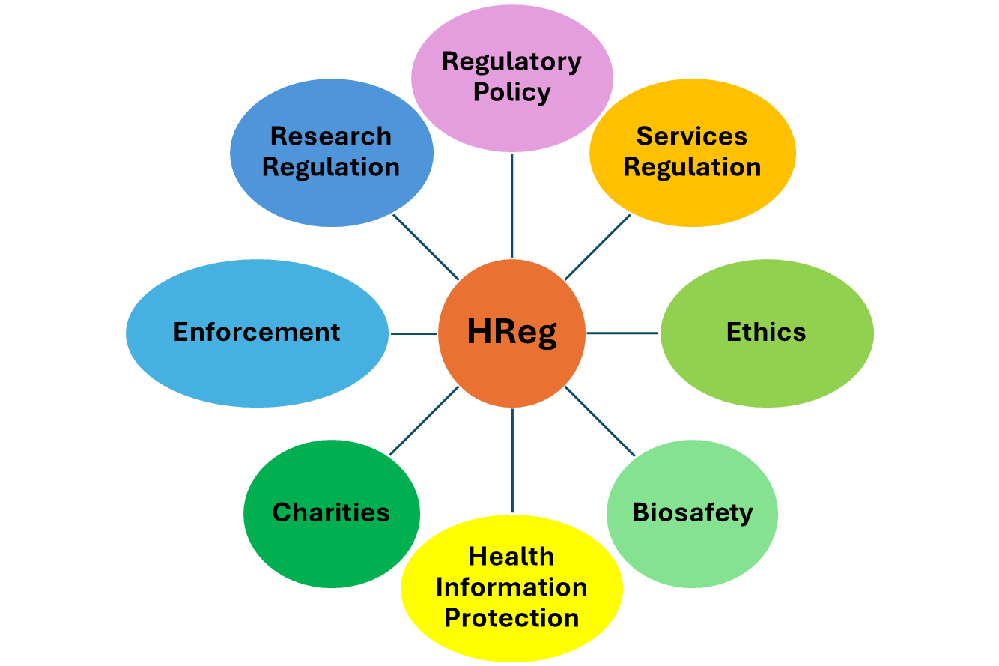 Regulatory
Policy
Research
Regulation
Services
Regulation
Enforcement
HReg
Ethics
Charities
Biosafety
Health
Information
Protection